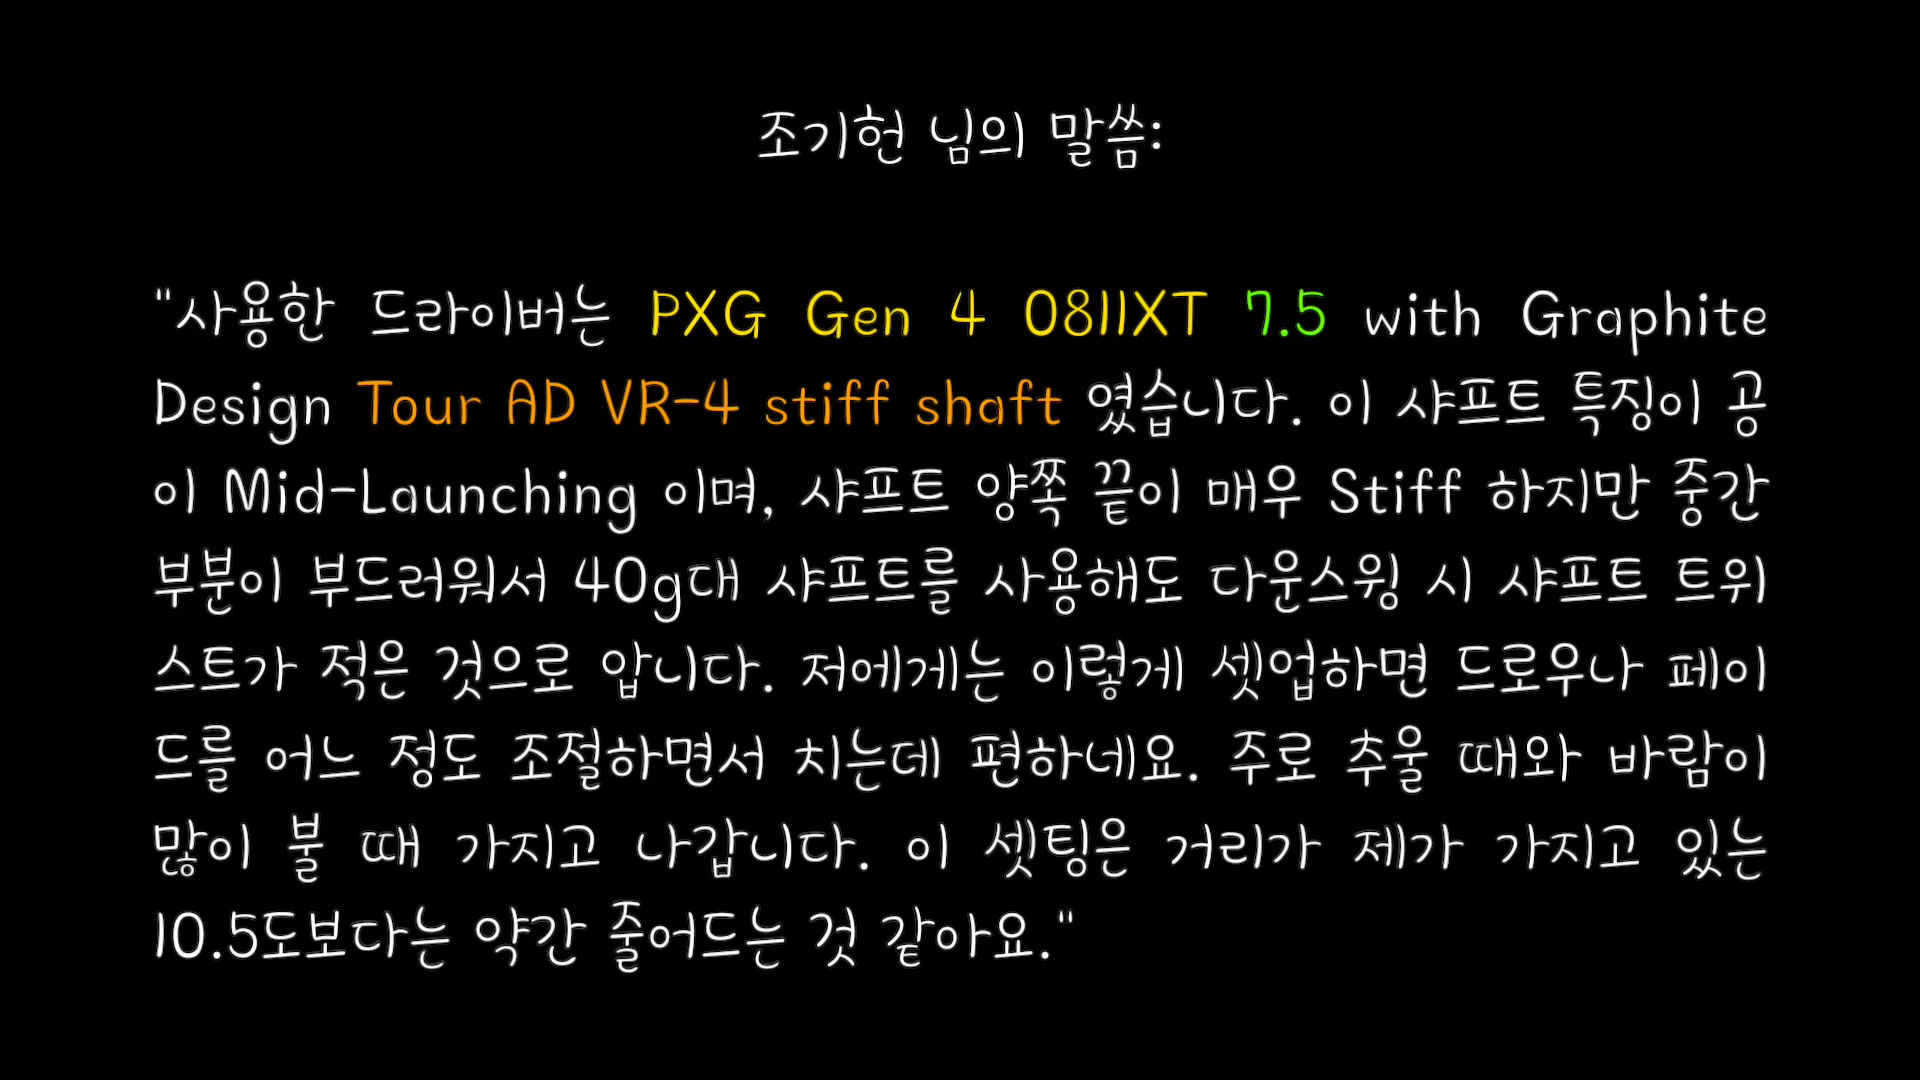 조기헌 님의 말씀:
"사용한 드라이버는 PXG Gen 4 0811XT 7.5 with Graphite
Design Tour AD VR-4 stiff shaft 였습니다. 이 샤프트 특징이 공
이 Mid-Launching 이며, 샤프트 양쪽 끝이 매우 Stiff 하지만 중간
부분이 부드러워서 40g대 샤프트를 사용해도 다운스윙 시 샤프트 트위
스트가 적은 것으로 압니다. 저에게는 이렇게 셋업하면 드로우나 페이
드를 어느 정도 조절하면서 치는데 편하네요. 주로 추울 때와 바람이
많이 불 때 가지고 나갑니다. 이 셋팅은 거리가 제가 가지고 있는
10.5도보다는 약간 줄어드는 것 같아요."